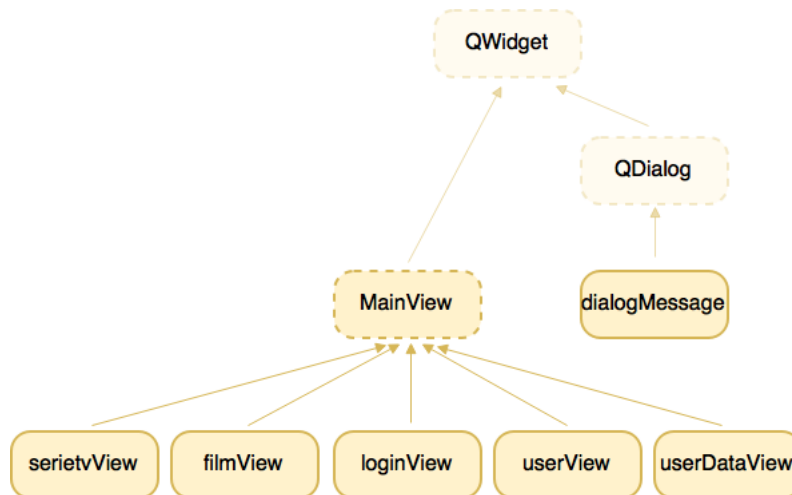 QWidget
QDialog
MainView
dialogMessage
serietvView
filmView
loginView
userView
userDataView